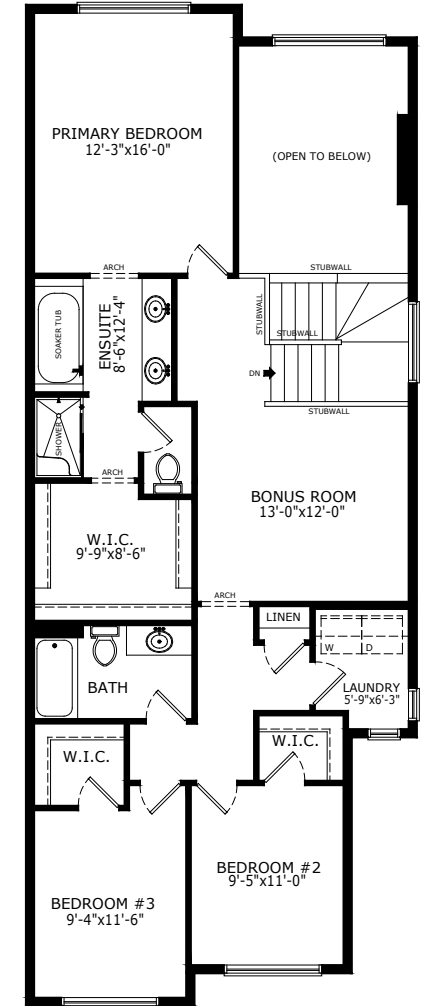 PRIMARY BEDROOM
12'-3"x16'-0"
(OPEN TO BELOW)
ARCH
STUBWALL
SOAKER TUB
ENSUITE
8'-6"x12'-4"
STUBWALL
STUBWALL
DN
STUBWALL
SHOWER
ARCH
BONUS ROOM
13'-0"x12'-0"
W.I.C.
9'-9"x8'-6"
ARCH
LINEN
W
D
BATH
LAUNDRY
5'-9"x6'-3"
W.I.C.
W.I.C.
BEDROOM #2
9'-5"x11'-0"
BEDROOM #3
9'-4"x11'-6"